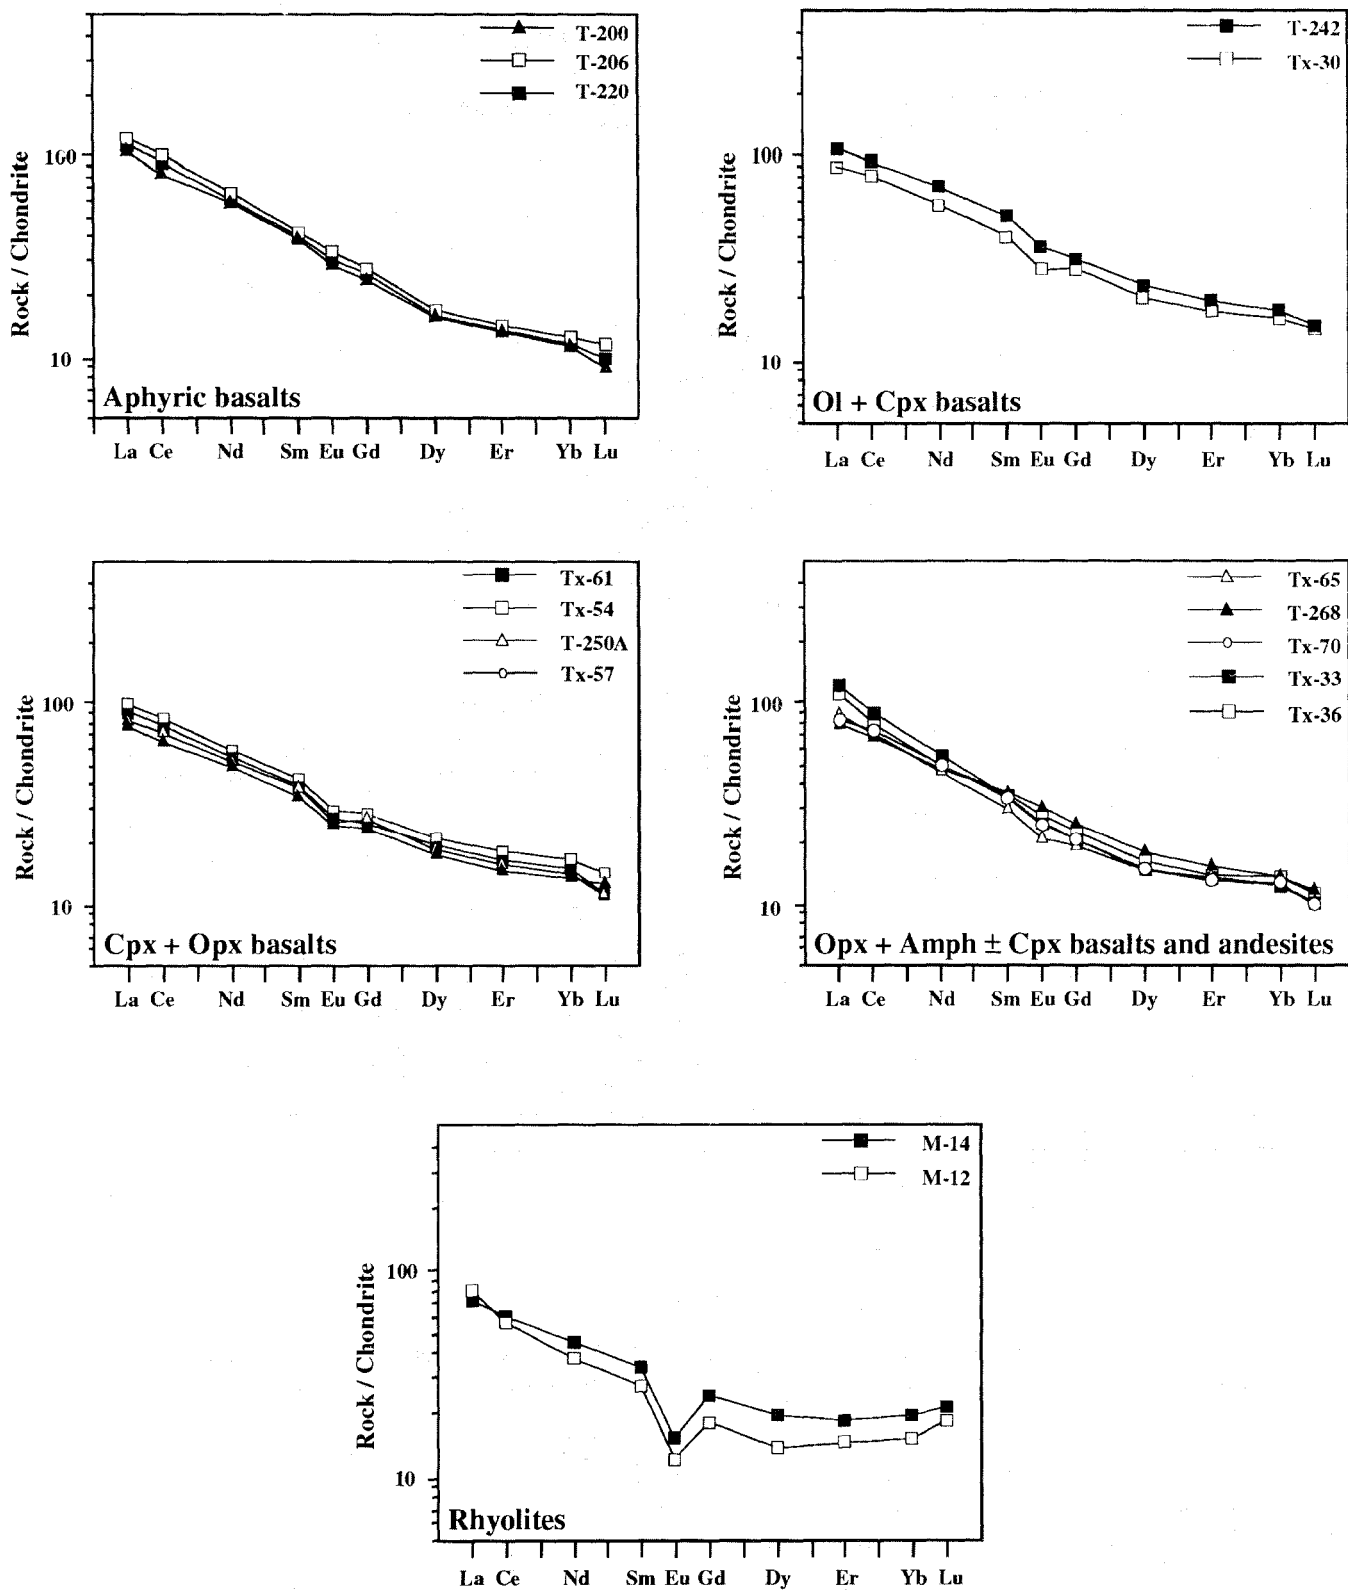 T-200
T-206
T-220
160
10
Rock / Chondrite
Aphyric basalts
La Ce Nd Sm Eu Gd Dy Er Yb Lu
T-242
Tx-30
100
10
Rock / Chondrite
Ol + Cpx basalts
La Ce Nd Sm Eu Gd Dy Er Yb Lu
Tx-61
Tx-54
T-250A
Tx-57
100
10
Rock / Chondrite
Cpx + Opx basalts
La Ce Nd Sm Eu Gd Dy Er Yb Lu
Tx-65
T-268
Tx-70
Tx-33
Tx-36
100
10
Rock / Chondrite
Opx + Amph ± Cpx basalts and andesites
La Ce Nd Sm Eu Gd Dy Er Yb Lu
M-14
M-12
100
10
Rock / Chondrite
Rhyolites
La Ce Nd Sm Eu Gd Dy Er Yb Lu